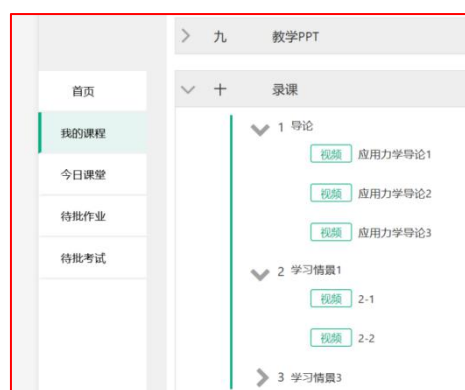 九 教学PPT
首页
十 录课
我的课程
1 导论
视频 应用力学导论1
今日课堂
视频 应用力学导论2
待批作业
视频 应用力学导论3
待批考试
2 学习情景1
视频 2-1
视频 2-2
3 学习情景3